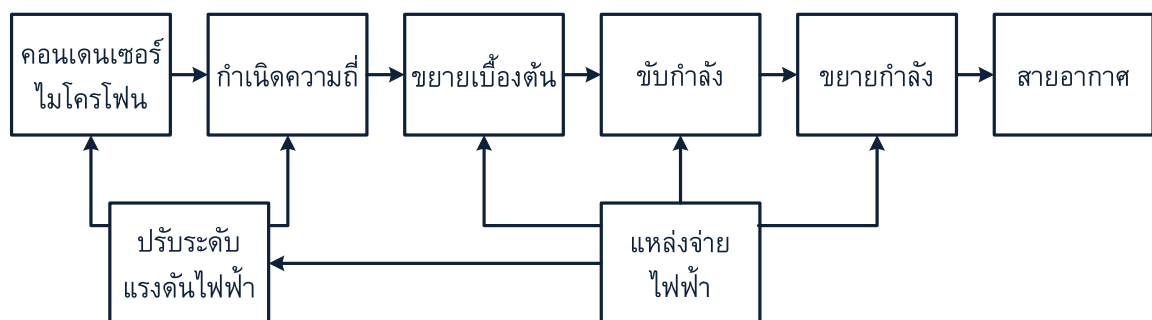 คอนเดนเซอร์
ไมโครโฟน
กำเนิดความถี่
ขยายเบื้องต้น
ขับกำลัง
ขยายกำลัง
สายอากาศ
ปรับระดับ
แรงดันไฟฟ้า
แหล่งจ่าย
ไฟฟ้า